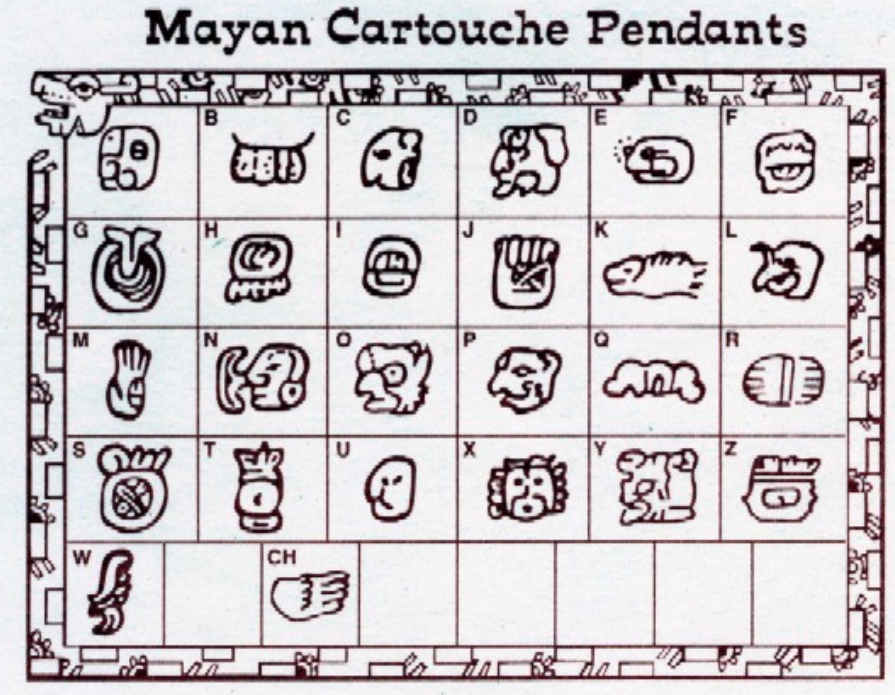 Mayan Cartouche Pendants
B C D E F
G H I J K L
M N O P Q R
S T U X Y Z
W CH